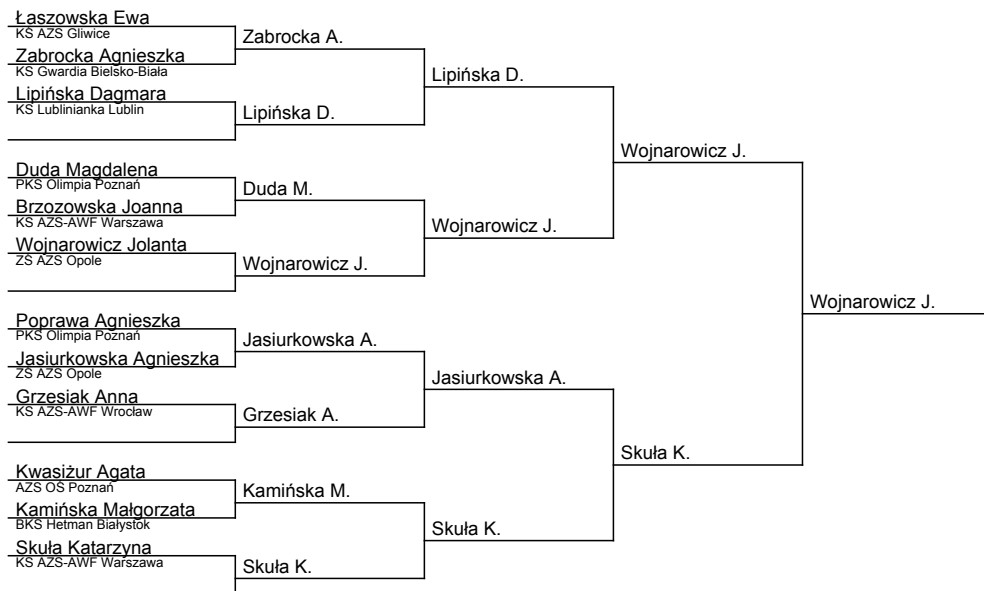 Łaszowska Ewa
KS AZS Gliwice
Zabrocka A.
Zabrocka Agnieszka
KS Gwardia Bielsko-Biała
Lipińska D.
Lipińska Dagmara
KS Lublinianka Lublin
Lipińska D.
Wojnarowicz J.
Duda Magdalena
PKS Olimpia Poznań
Duda M.
Brzozowska Joanna
KS AZS-AWF Warszawa
Wojnarowicz J.
Wojnarowicz Jolanta
ZŚ AZS Opole
Wojnarowicz J.
Wojnarowicz J.
Poprawa Agnieszka
PKS Olimpia Poznań
Jasiurkowska A.
Jasiurkowska Agnieszka
ZŚ AZS Opole
Jasiurkowska A.
Grzesiak Anna
KS AZS-AWF Wrocław
Grzesiak A.
Skuła K.
Kwasiżur Agata
AZS OŚ Poznań
Kamińska M.
Kamińska Małgorzata
BKS Hetman Białystok
Skuła K.
Skuła Katarzyna
KS AZS-AWF Warszawa
Skuła K.